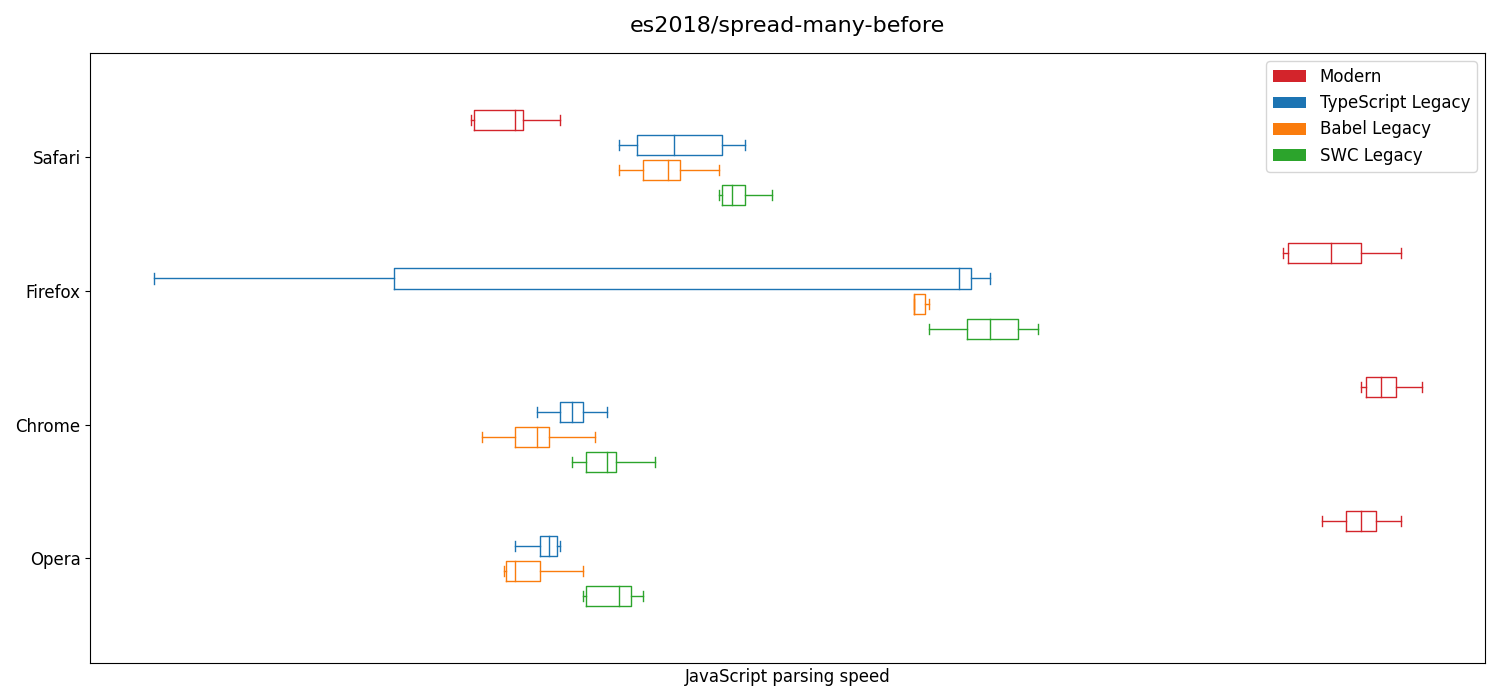 es2018/spread-many-before
Modern
TypeScript Legacy
Babel Legacy
SWC Legacy
Safari
Firefox
Chrome
Opera
JavaScript parsing speed